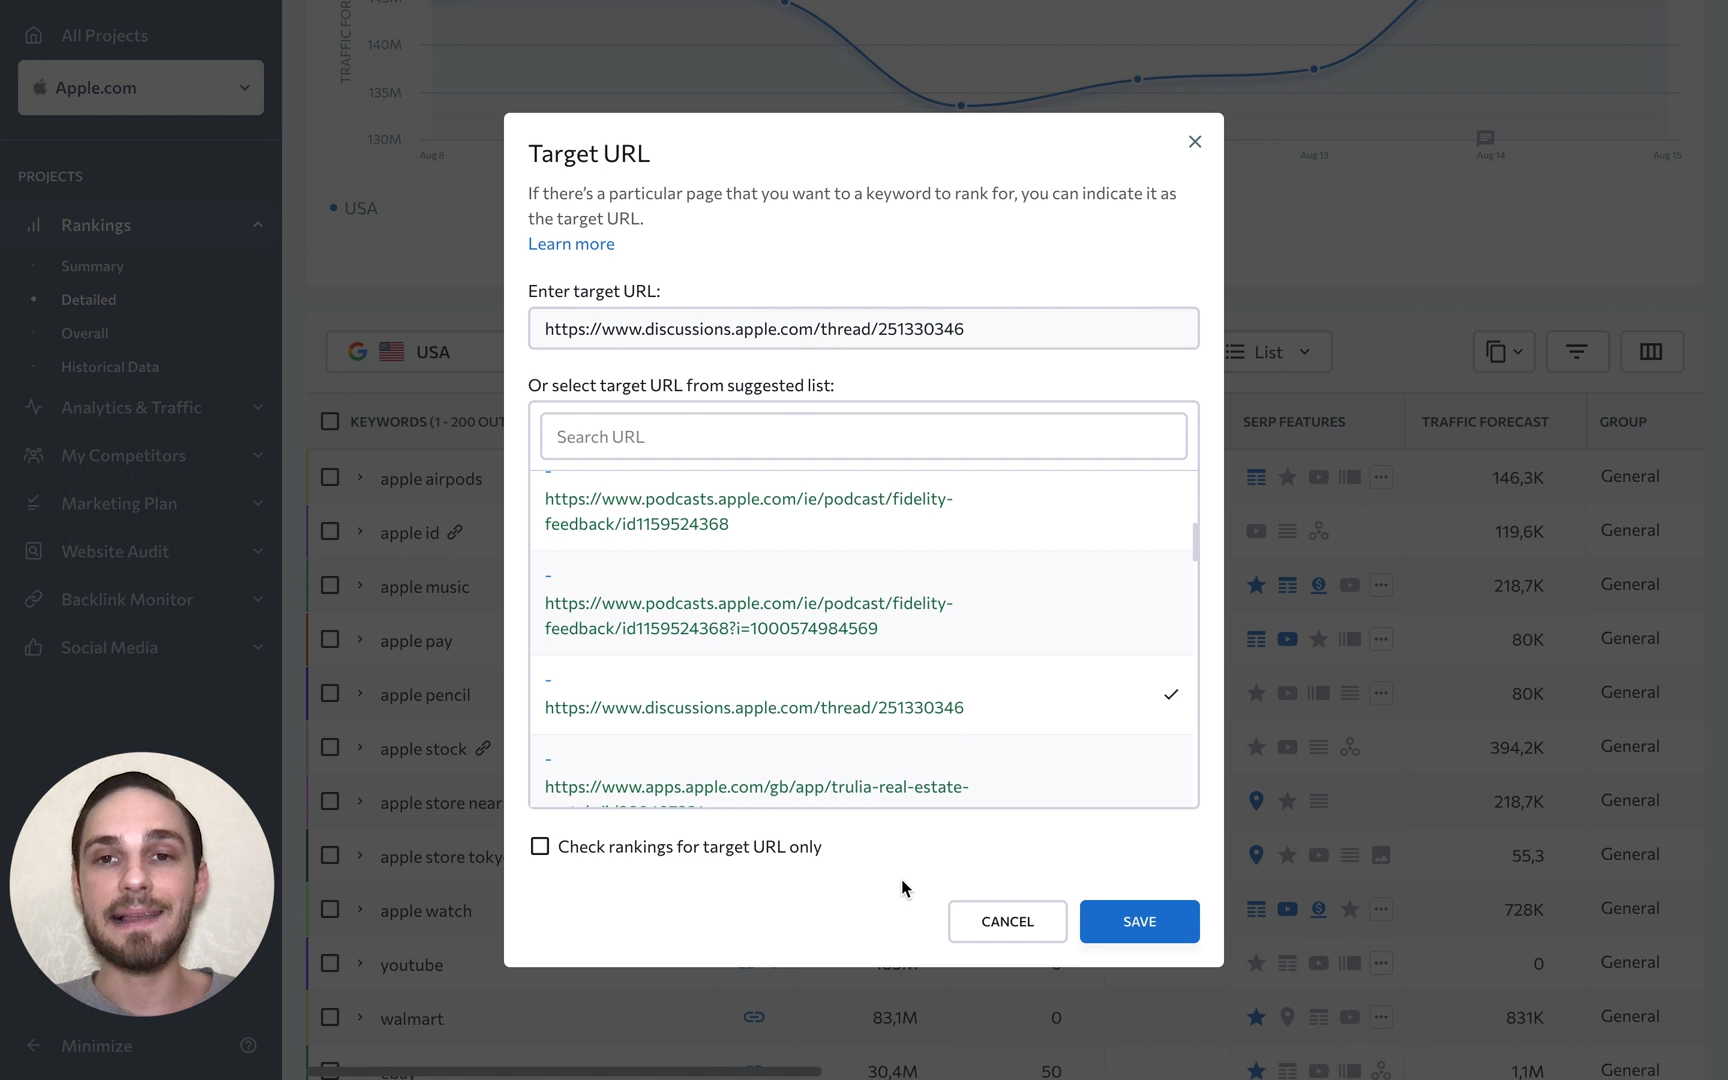 All Projects
Apple.com
PROJECTS
Rankings
Summary
Detailed
Overall
Historical Data
Analytics & Traffic
My Competitors
Marketing Plan
Website Audit
Backlink Monitor
Social Media
Minimize
TRAFFIC FOR
140M
135M
130M
Aug 8
Aug 13
Aug 14
Aug 15
USA
Target URL
If there's a particular page that you want to a keyword to rank for, you can indicate it as
the target URL.
Learn more
Enter target URL:
https://www.discussions.apple.com/thread/251330346
Or select target URL from suggested list:
Search URL
-
https://www.podcasts.apple.com/ie/podcast/fidelity-
feedback/id1159524368
-
https://www.podcasts.apple.com/ie/podcast/fidelity-
feedback/id1159524368?i=1000574984569
-
https://www.discussions.apple.com/thread/251330346
-
https://www.apps.apple.com/gb/app/trulia-real-estate-
Check rankings for target URL only
CANCEL
SAVE
USA
List
KEYWORDS (1 - 200 OUT
SERP FEATURES
TRAFFIC FORECAST
GROUP
apple airpods
146,3K
General
apple id
119,6K
General
apple music
218,7K
General
apple pay
80K
General
apple pencil
80K
General
apple stock
394,2K
General
apple store near
218,7K
General
apple store toky
55,3
General
apple watch
728K
General
youtube
0
General
walmart
83,1M
0
831K
General
30,4M
50
1,1M
General